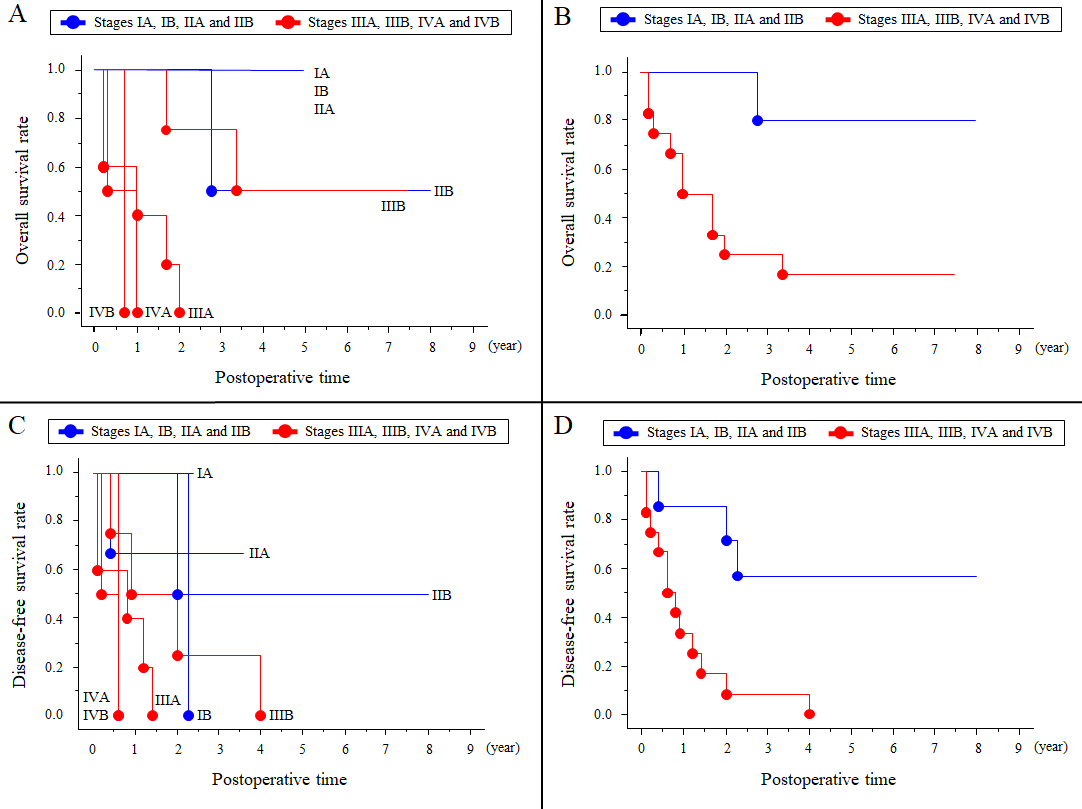 A
Stages IA, IB, IIA and IIB
Stages IIIA, IIIB, IVA and IVB
Overall survival rate
1.0
0.8
0.6
0.4
0.2
0.0
IA
IB
IIA
IIB
IIIB
IVB
IVA
IIIA
0 1 2 3 4 5 6 7 8 9 (year)
Postoperative time
B
Stages IA, IB, IIA and IIB
Stages IIIA, IIIB, IVA and IVB
Overall survival rate
1.0
0.8
0.6
0.4
0.2
0.0
0 1 2 3 4 5 6 7 8 9 (year)
Postoperative time
C
Stages IA, IB, IIA and IIB
Stages IIIA, IIIB, IVA and IVB
Disease-free survival rate
1.0
0.8
0.6
0.4
0.2
0.0
IA
IIA
IIB
IVA
IVB
IIIA
IB
IIIB
0 1 2 3 4 5 6 7 8 9 (year)
Postoperative time
D
Stages IA, IB, IIA and IIB
Stages IIIA, IIIB, IVA and IVB
Disease-free survival rate
1.0
0.8
0.6
0.4
0.2
0.0
0 1 2 3 4 5 6 7 8 9 (year)
Postoperative time